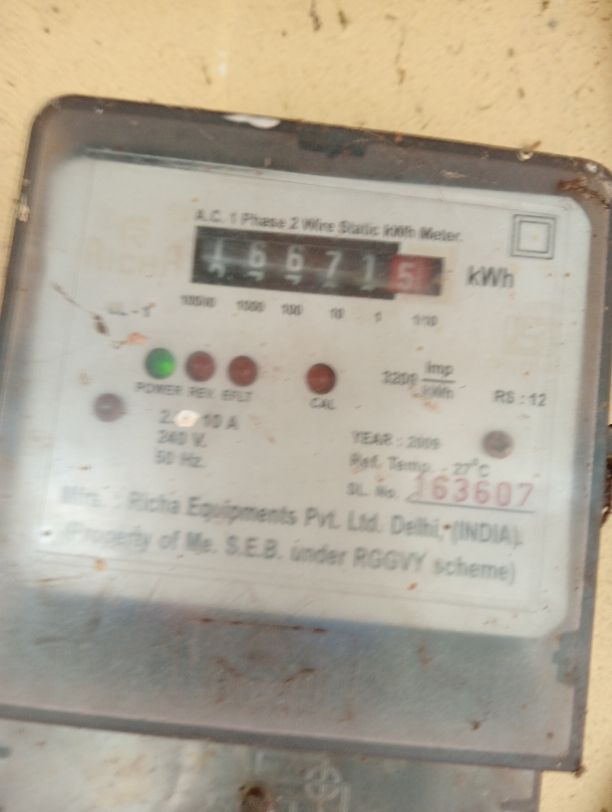 A.C. 1 Phase 2 Wire Static kWh Meter.
16671 5 kWh
10000 1000 100 10 1 1/10
POWER REV. EFLT CAL
3200 Imp/kWh
RS : 12
10 A
240 V.
50 Hz.
YEAR : 2009
Ref. Temp. - 27°C
SL. No. 163607
Mfrs. : Richa Equipments Pvt. Ltd. Delhi, (INDIA).
(Property of Me. S.E.B. under RGGVY scheme)